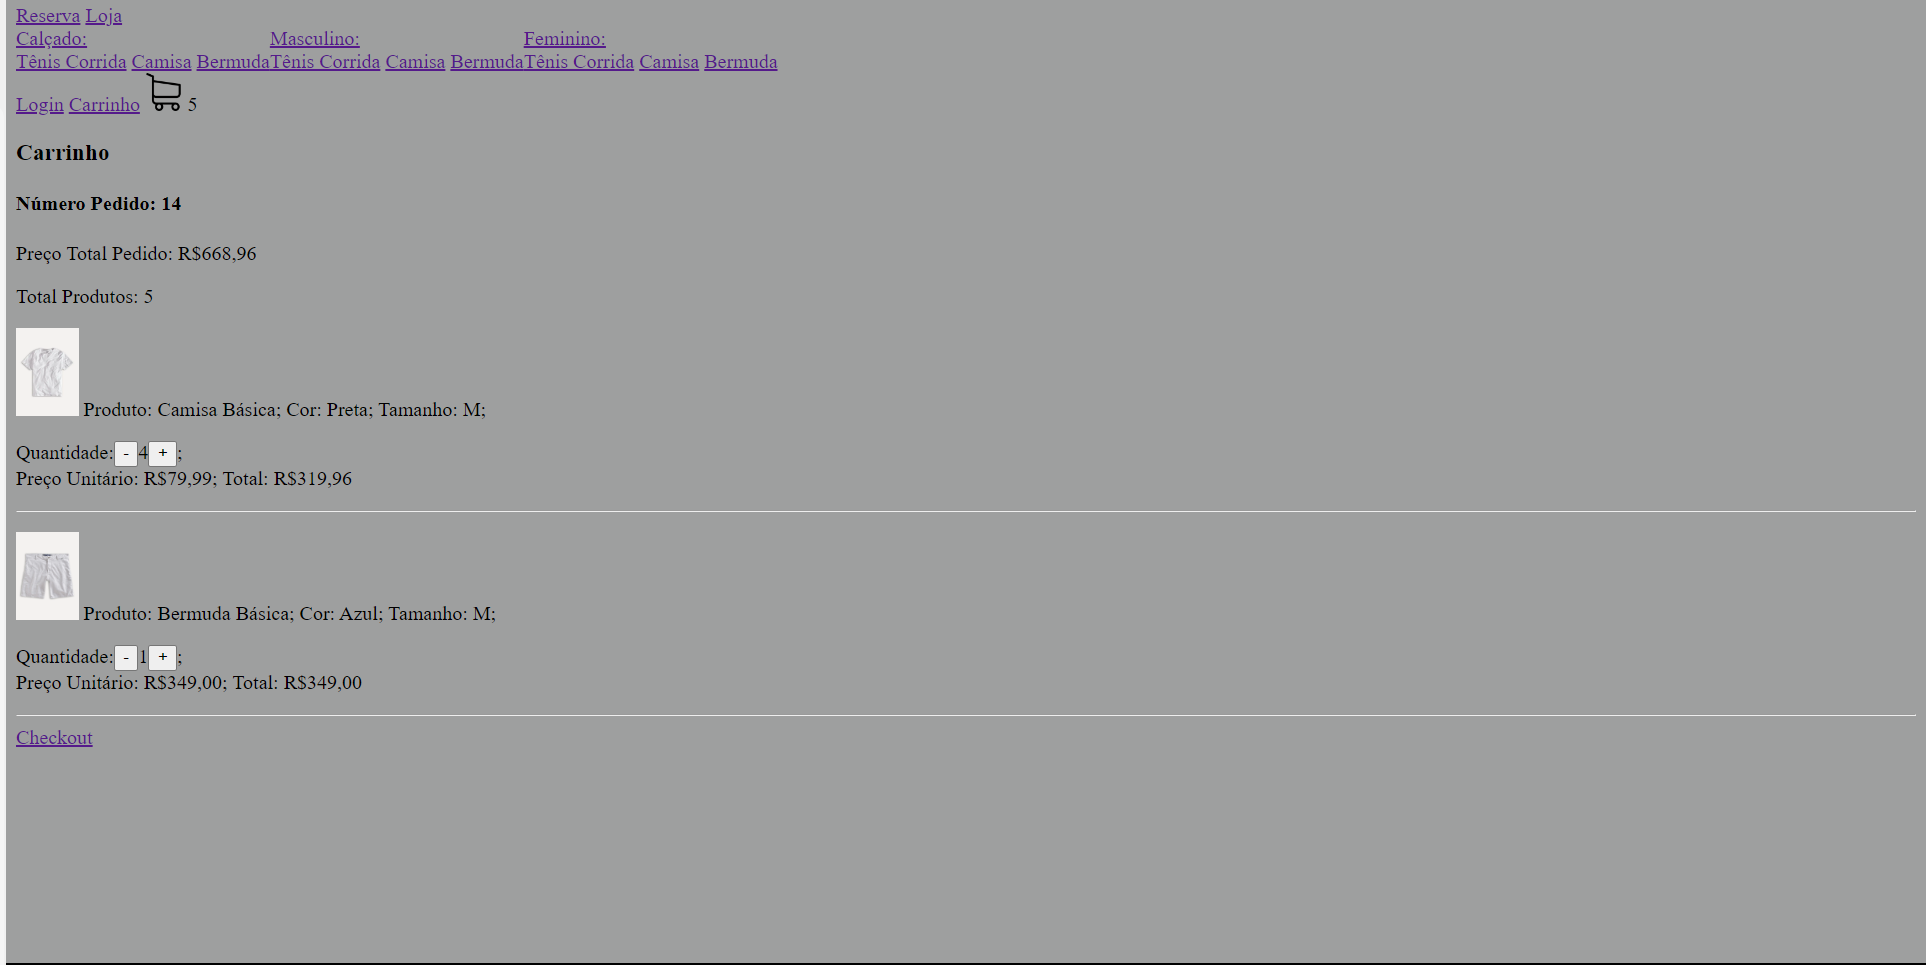 Reserva Loja
Calçado: Masculino: Feminino:
Tênis Corrida Camisa Bermuda Tênis Corrida Camisa Bermuda Tênis Corrida Camisa Bermuda
Login Carrinho 5
Carrinho
Número Pedido: 14
Preço Total Pedido: R$668,96
Total Produtos: 5
Produto: Camisa Básica; Cor: Preta; Tamanho: M;
Quantidade: - 4 + ;
Preço Unitário: R$79,99; Total: R$319,96
Produto: Bermuda Básica; Cor: Azul; Tamanho: M;
Quantidade: - 1 + ;
Preço Unitário: R$349,00; Total: R$349,00
Checkout